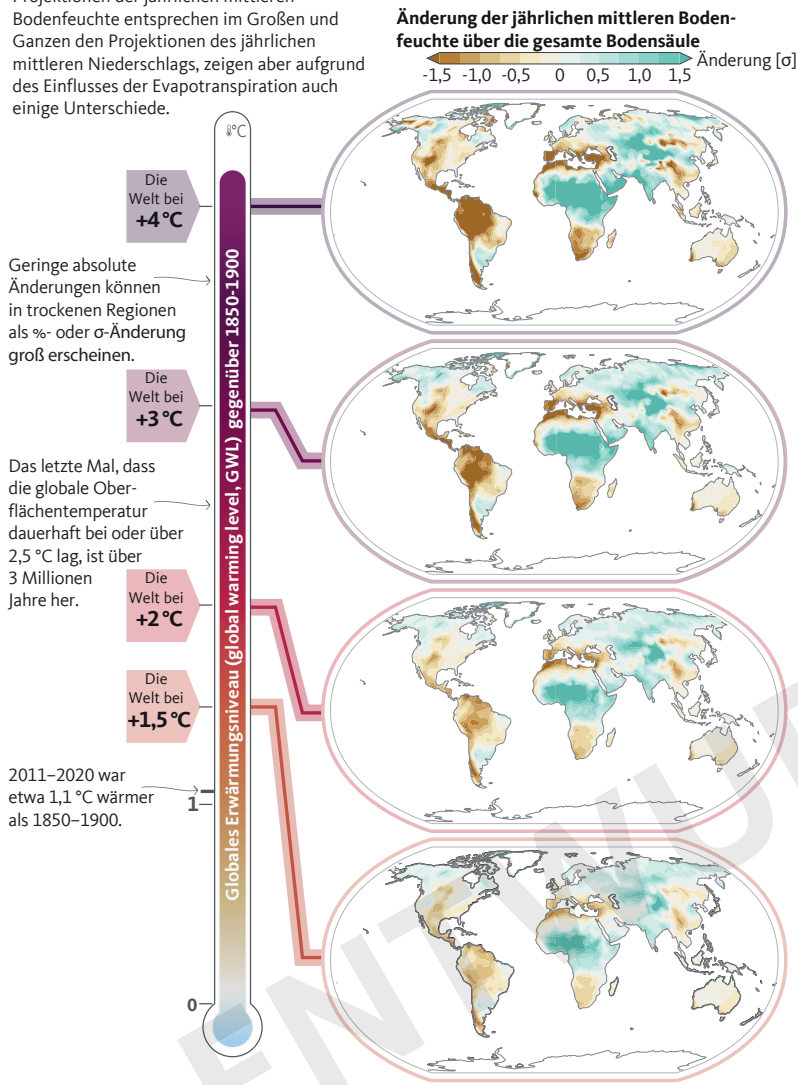 Projektionen der jährlichen mittleren
Bodenfeuchte entsprechen im Großen und
Ganzen den Projektionen des jährlichen
mittleren Niederschlags, zeigen aber aufgrund
des Einflusses der Evapotranspiration auch
einige Unterschiede.
Änderung der jährlichen mittleren Boden-
feuchte über die gesamte Bodensäule
Änderung [σ]
-1,5 -1,0 -0,5 0 0,5 1,0 1,5
°C
Die
Welt bei
+4 °C
Geringe absolute
Änderungen können
in trockenen Regionen
als %- oder σ-Änderung
groß erscheinen.
Die
Welt bei
+3 °C
Das letzte Mal, dass
die globale Ober-
flächentemperatur
dauerhaft bei oder über
2,5 °C lag, ist über
3 Millionen
Jahre her.
Die
Welt bei
+2 °C
Die
Welt bei
+1,5 °C
2011–2020 war
etwa 1,1 °C wärmer
als 1850–1900.
1
0
Globales Erwärmungsniveau (global warming level, GWL) gegenüber 1850-1900
ENTWU